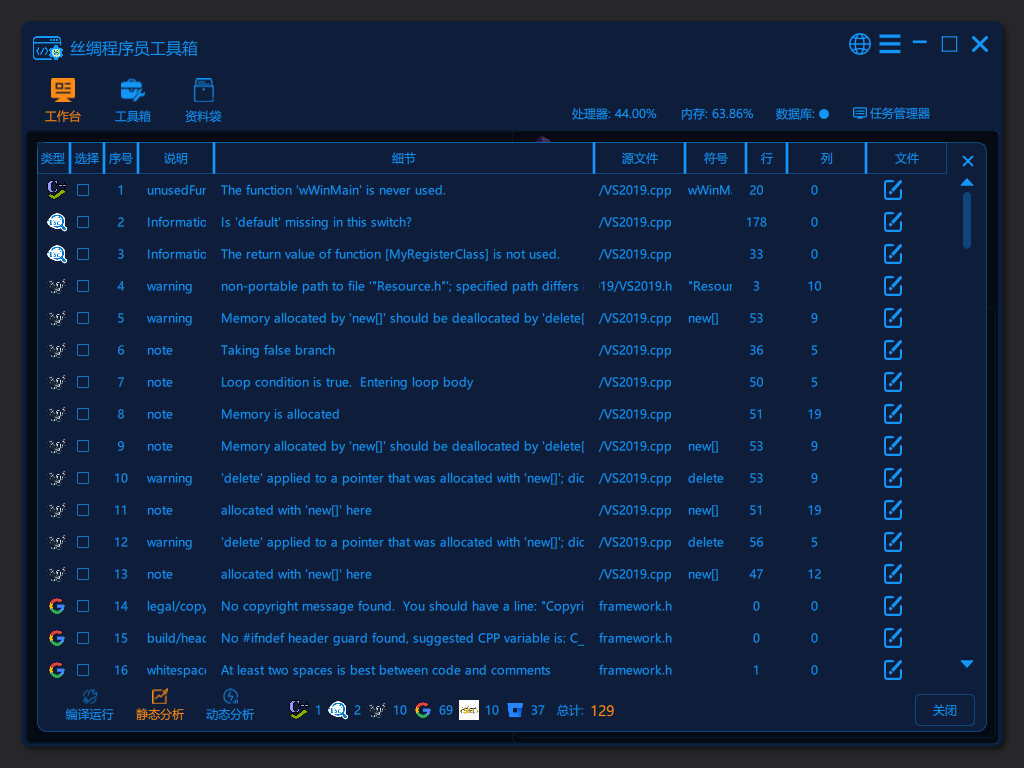 丝绸程序员工具箱
工作台 工具箱 资料袋
处理器: 44.00% 内存: 63.86% 数据库: 任务管理器
类型 选择 序号 说明 细节 源文件 符号 行 列 文件
1 unusedFur The function 'wWinMain' is never used. /VS2019.cpp wWinM 20 0
2 Informatic Is 'default' missing in this switch? /VS2019.cpp 178 0
3 Informatic The return value of function [MyRegisterClass] is not used. /VS2019.cpp 33 0
4 warning non-portable path to file '"Resource.h"'; specified path differs 19/VS2019.h "Resour 3 10
5 warning Memory allocated by 'new[]' should be deallocated by 'delete[ /VS2019.cpp new[] 53 9
6 note Taking false branch /VS2019.cpp 36 5
7 note Loop condition is true.  Entering loop body /VS2019.cpp 50 5
8 note Memory is allocated /VS2019.cpp 51 19
9 note Memory allocated by 'new[]' should be deallocated by 'delete[ /VS2019.cpp new[] 53 9
10 warning 'delete' applied to a pointer that was allocated with 'new[]'; dic /VS2019.cpp delete 53 9
11 note allocated with 'new[]' here /VS2019.cpp new[] 51 19
12 warning 'delete' applied to a pointer that was allocated with 'new[]'; dic /VS2019.cpp delete 56 5
13 note allocated with 'new[]' here /VS2019.cpp new[] 47 12
14 legal/copy No copyright message found.  You should have a line: "Copyri framework.h 0 0
15 build/heac No #ifndef header guard found, suggested CPP variable is: C_ framework.h 0 0
16 whitespace At least two spaces is best between code and comments framework.h 1 0
编译运行 静态分析 动态分析 1 2 10 69 10 37 总计: 129 关闭